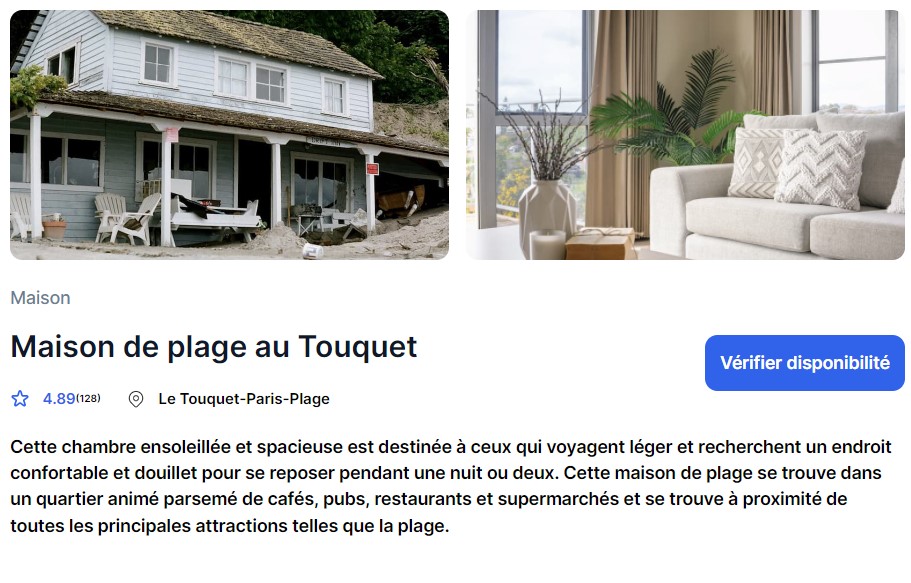 Maison
Maison de plage au Touquet
Vérifier disponibilité
4.89(128)
Le Touquet-Paris-Plage
Cette chambre ensoleillée et spacieuse est destinée à ceux qui voyagent léger et recherchent un endroit
confortable et douillet pour se reposer pendant une nuit ou deux. Cette maison de plage se trouve dans
un quartier animé parsemé de cafés, pubs, restaurants et supermarchés et se trouve à proximité de
toutes les principales attractions telles que la plage.